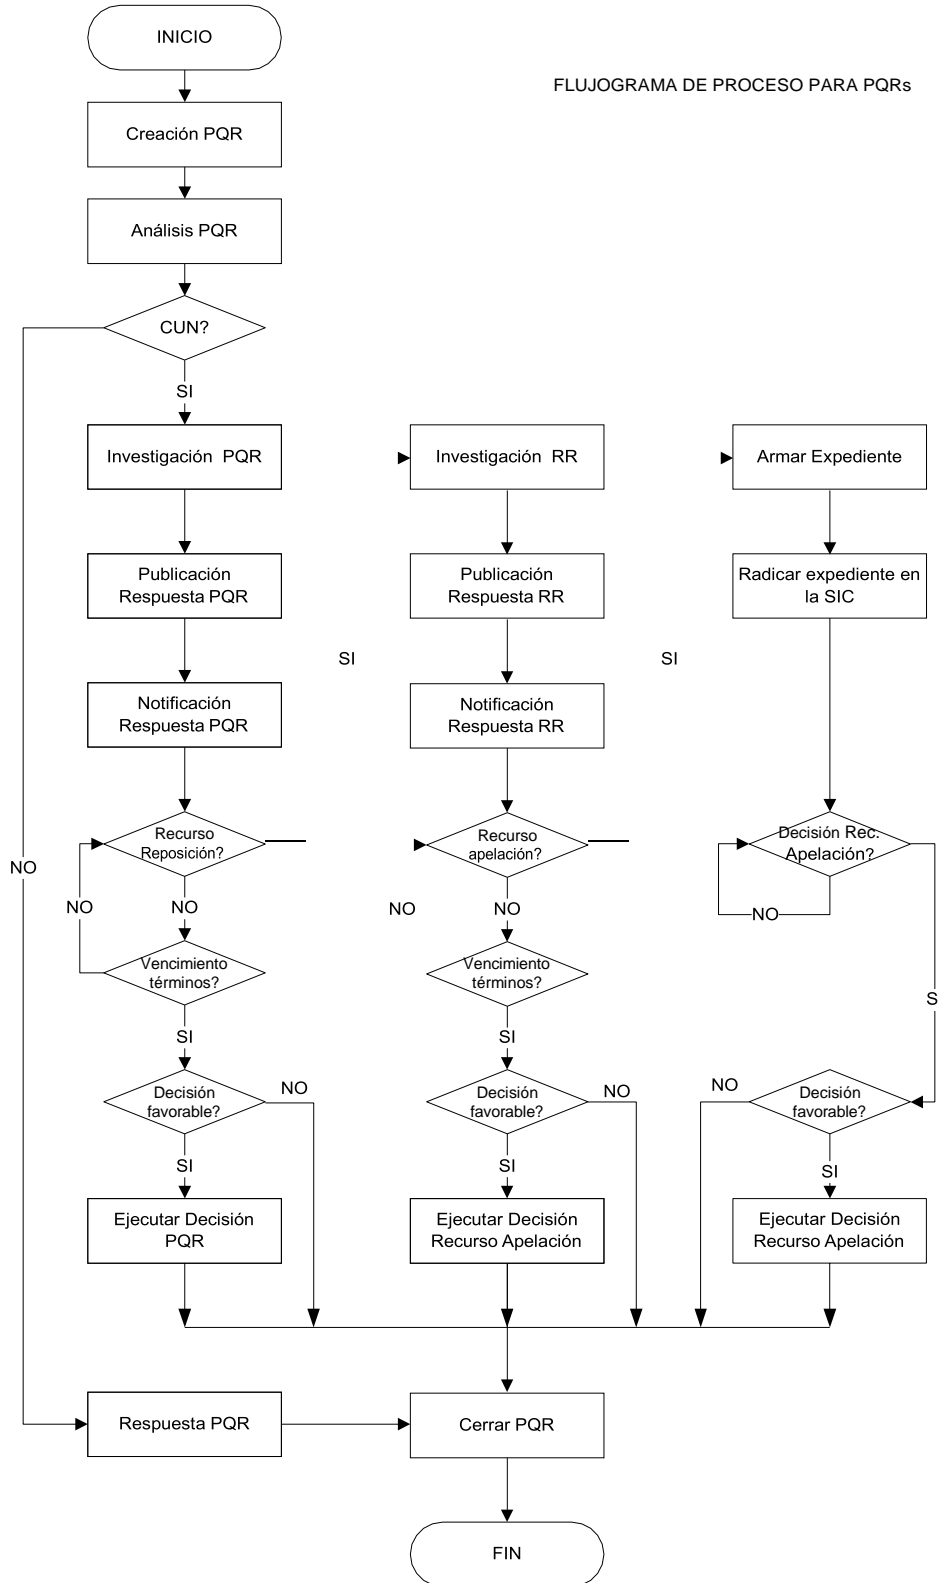 INICIO
FLUJOGRAMA DE PROCESO PARA PQRs
Creación PQR
Análisis PQR
CUN?
SI
Investigación PQR
Investigación RR
Armar Expediente
Publicación
Respuesta PQR
Publicación
Respuesta RR
Radicar expediente en
la SIC
SI
SI
Notificación
Respuesta PQR
Notificación
Respuesta RR
Recurso
Reposición?
Recurso
apelación?
Decisión Rec.
Apelación?
NO
NO
NO
NO
NO
NO
Vencimiento
términos?
Vencimiento
términos?
S
SI
SI
Decisión
favorable?
NO
Decisión
favorable?
NO
NO
Decisión
favorable?
SI
SI
SI
Ejecutar Decisión
PQR
Ejecutar Decisión
Recurso Apelación
Ejecutar Decisión
Recurso Apelación
Respuesta PQR
Cerrar PQR
FIN